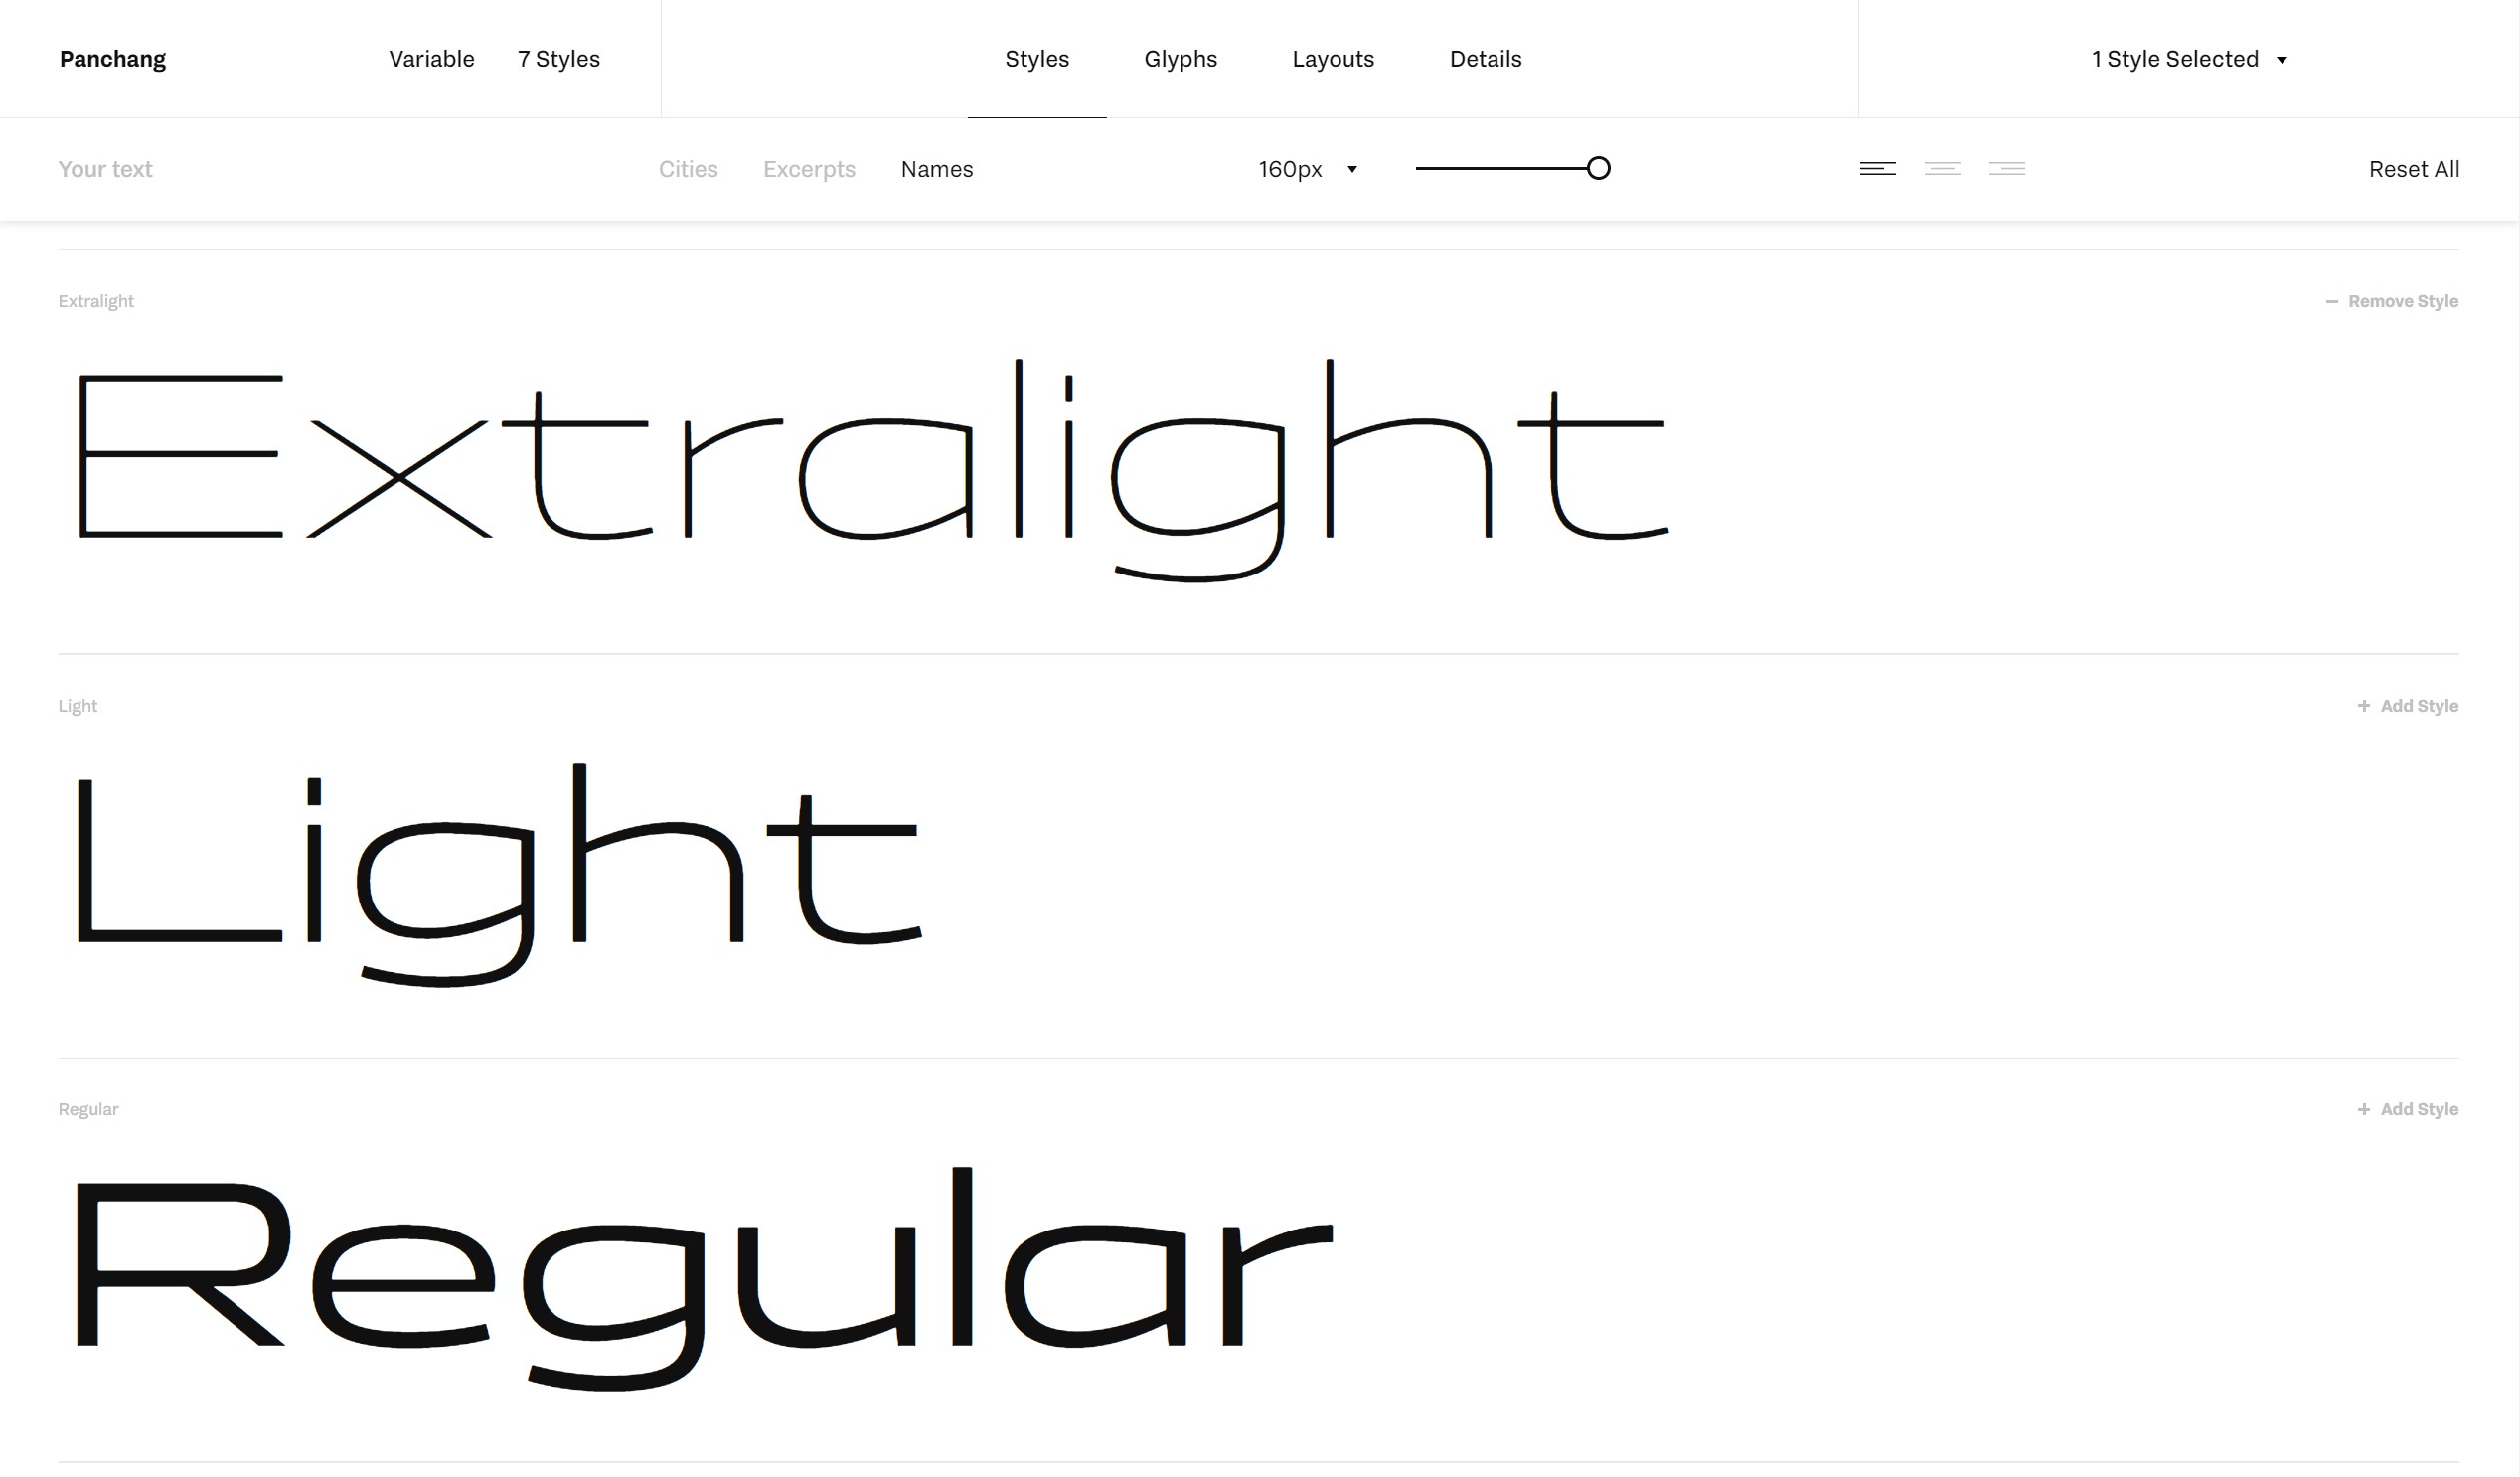 Panchang Variable 7 Styles Styles Glyphs Layouts Details 1 Style Selected
Your text Cities Excerpts Names 160px Reset All
Extralight Remove Style
Extralight
Light Add Style
Light
Regular Add Style
Regular